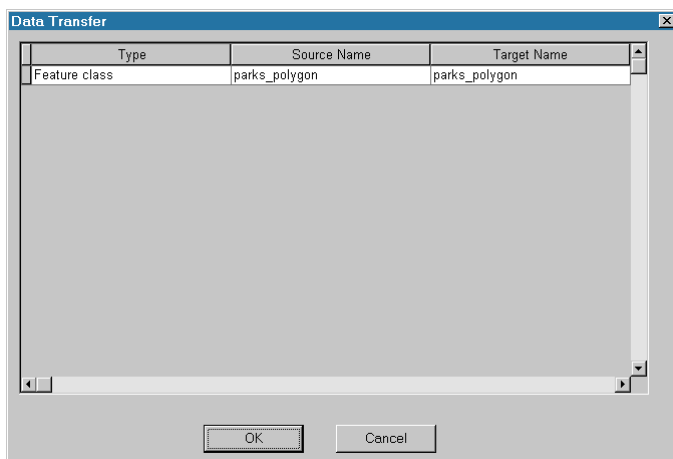 Data Transfer
Type Source Name Target Name
Feature class parks_polygon parks_polygon
OK Cancel